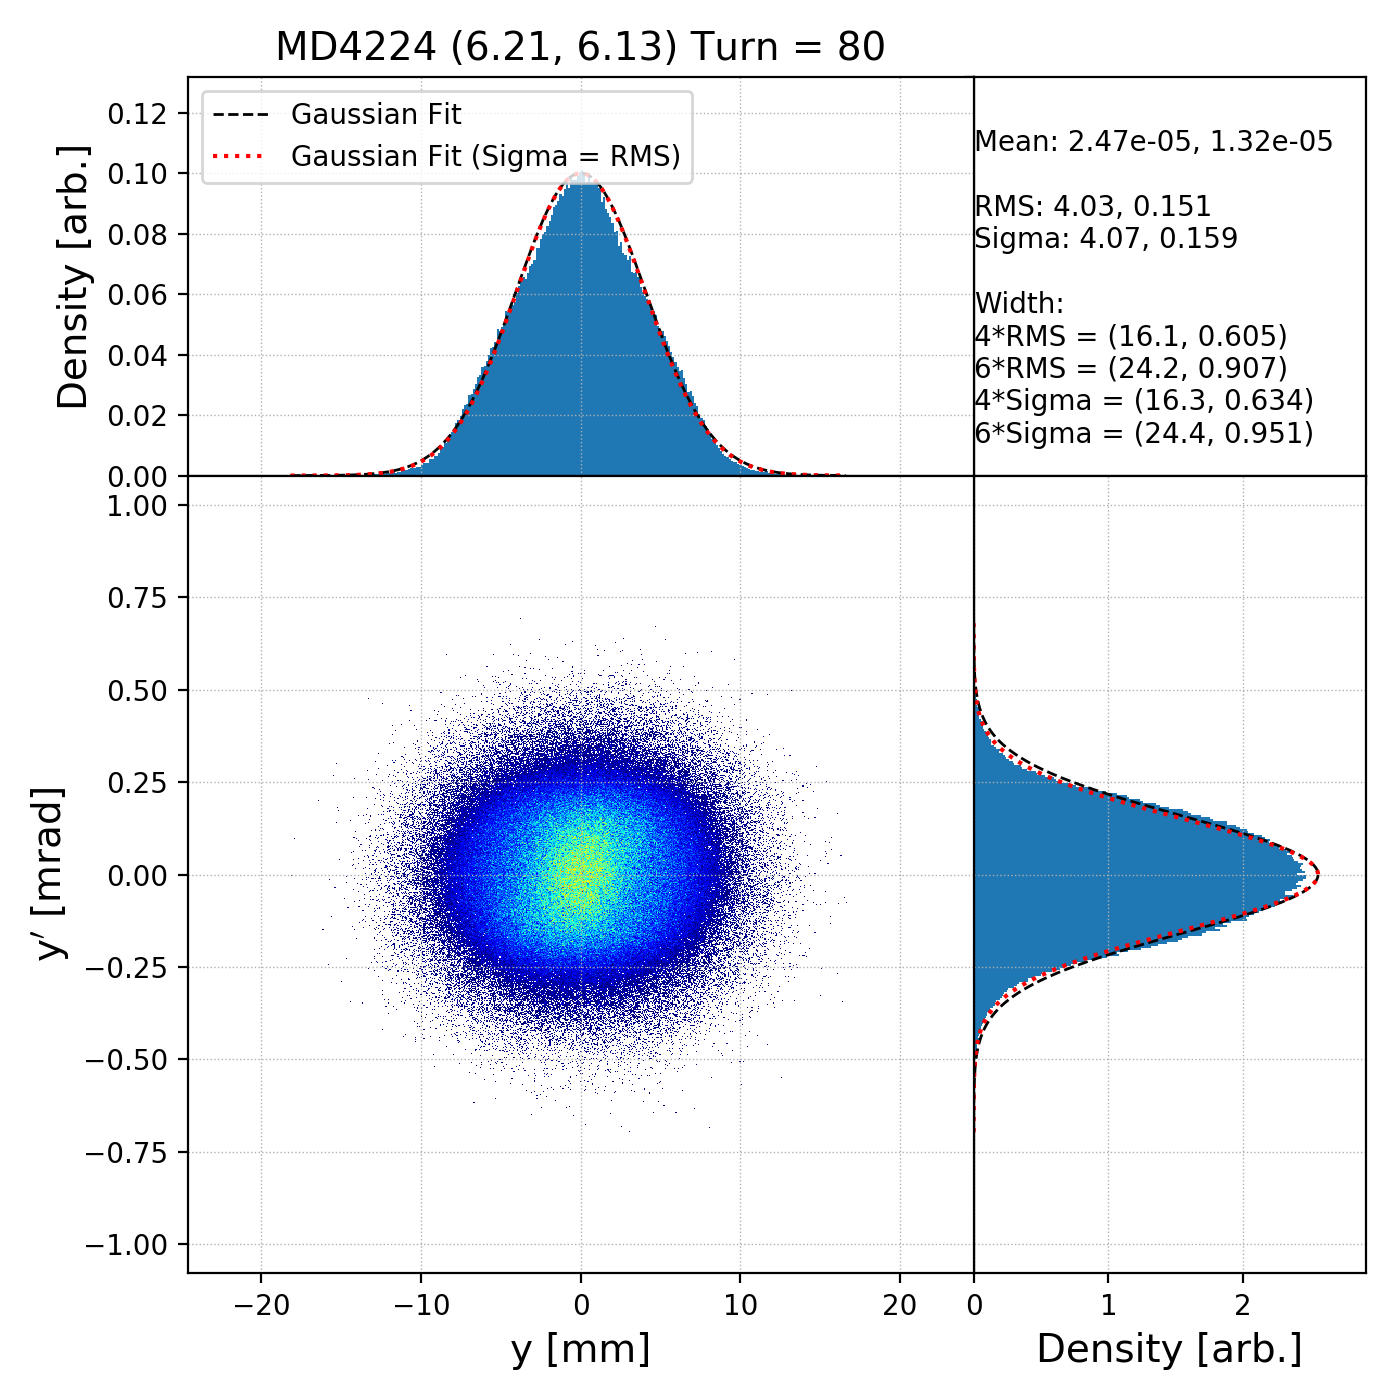 MD4224 (6.21, 6.13) Turn = 80
Gaussian Fit
Gaussian Fit (Sigma = RMS)
Density [arb.]
0.12
0.10
0.08
0.06
0.04
0.02
0.00
Mean: 2.47e-05, 1.32e-05
RMS: 4.03, 0.151
Sigma: 4.07, 0.159
Width:
4*RMS = (16.1, 0.605)
6*RMS = (24.2, 0.907)
4*Sigma = (16.3, 0.634)
6*Sigma = (24.4, 0.951)
y’ [mrad]
1.00
0.75
0.50
0.25
0.00
−0.25
−0.50
−0.75
−1.00
−20 −10 0 10 20
y [mm]
0 1 2
Density [arb.]